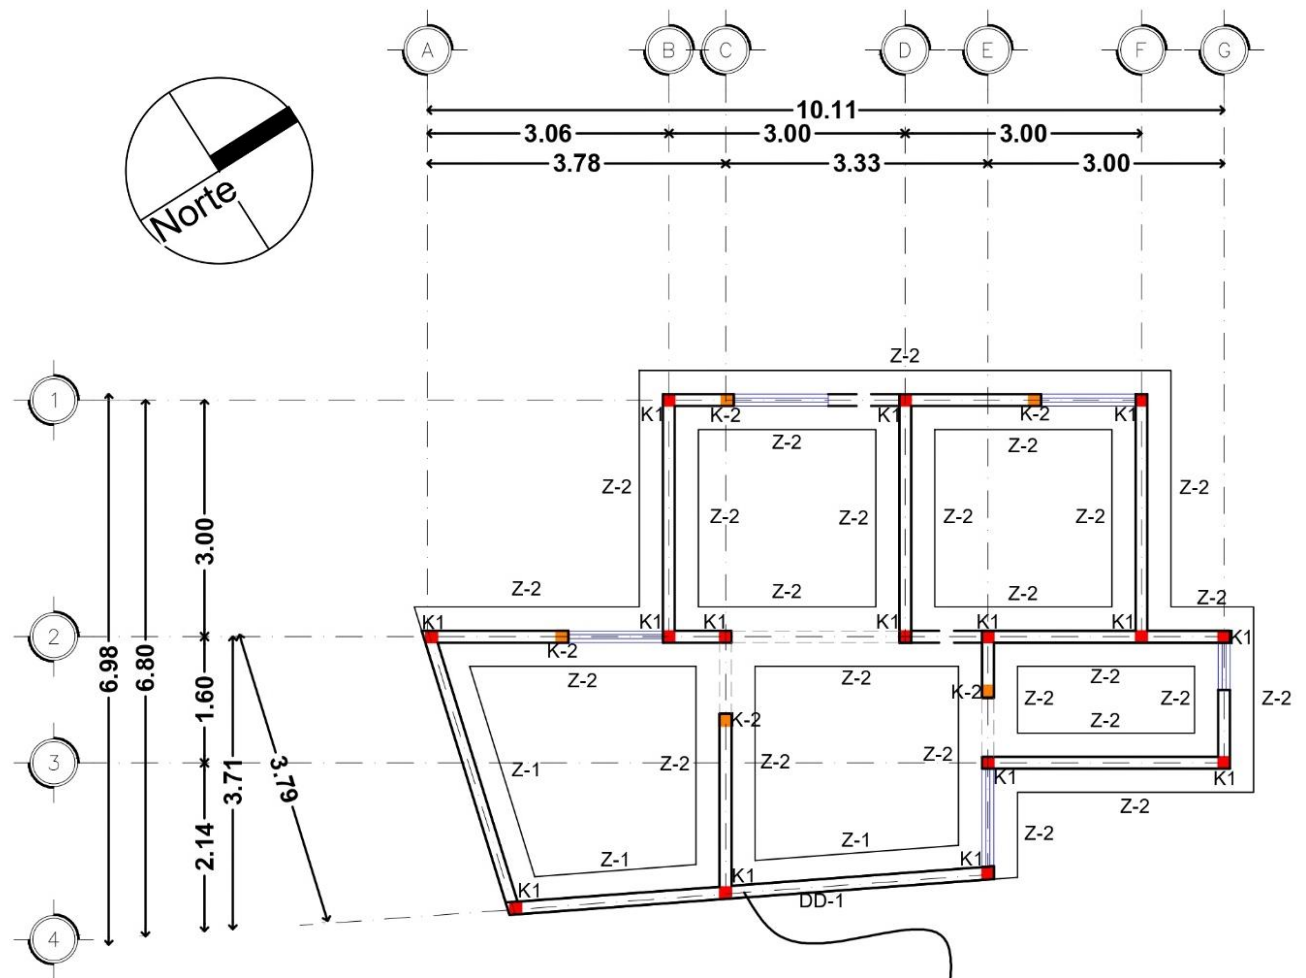 A B C D E F G
10.11
3.06 3.00 3.00
3.78 3.33 3.00
Norte
Z-2
1
K1 K-2 K1 K-2 K1
Z-2 Z-2
Z-2 Z-2
Z-2 Z-2 Z-2 Z-2
3.00
Z-2 Z-2 Z-2 Z-2
K1 K1 K1 K1 K1
2
K1
K-2
6.98
6.80
1.60
3.71
3.79
Z-2 Z-2 K-2 Z-2 Z-2 Z-2 Z-2
K-2 Z-2
3
Z-1 Z-2 Z-2 Z-2
K1 K1
Z-2
2.14
Z-1 Z-1 K1 Z-2
K1 K1
DD-1
4